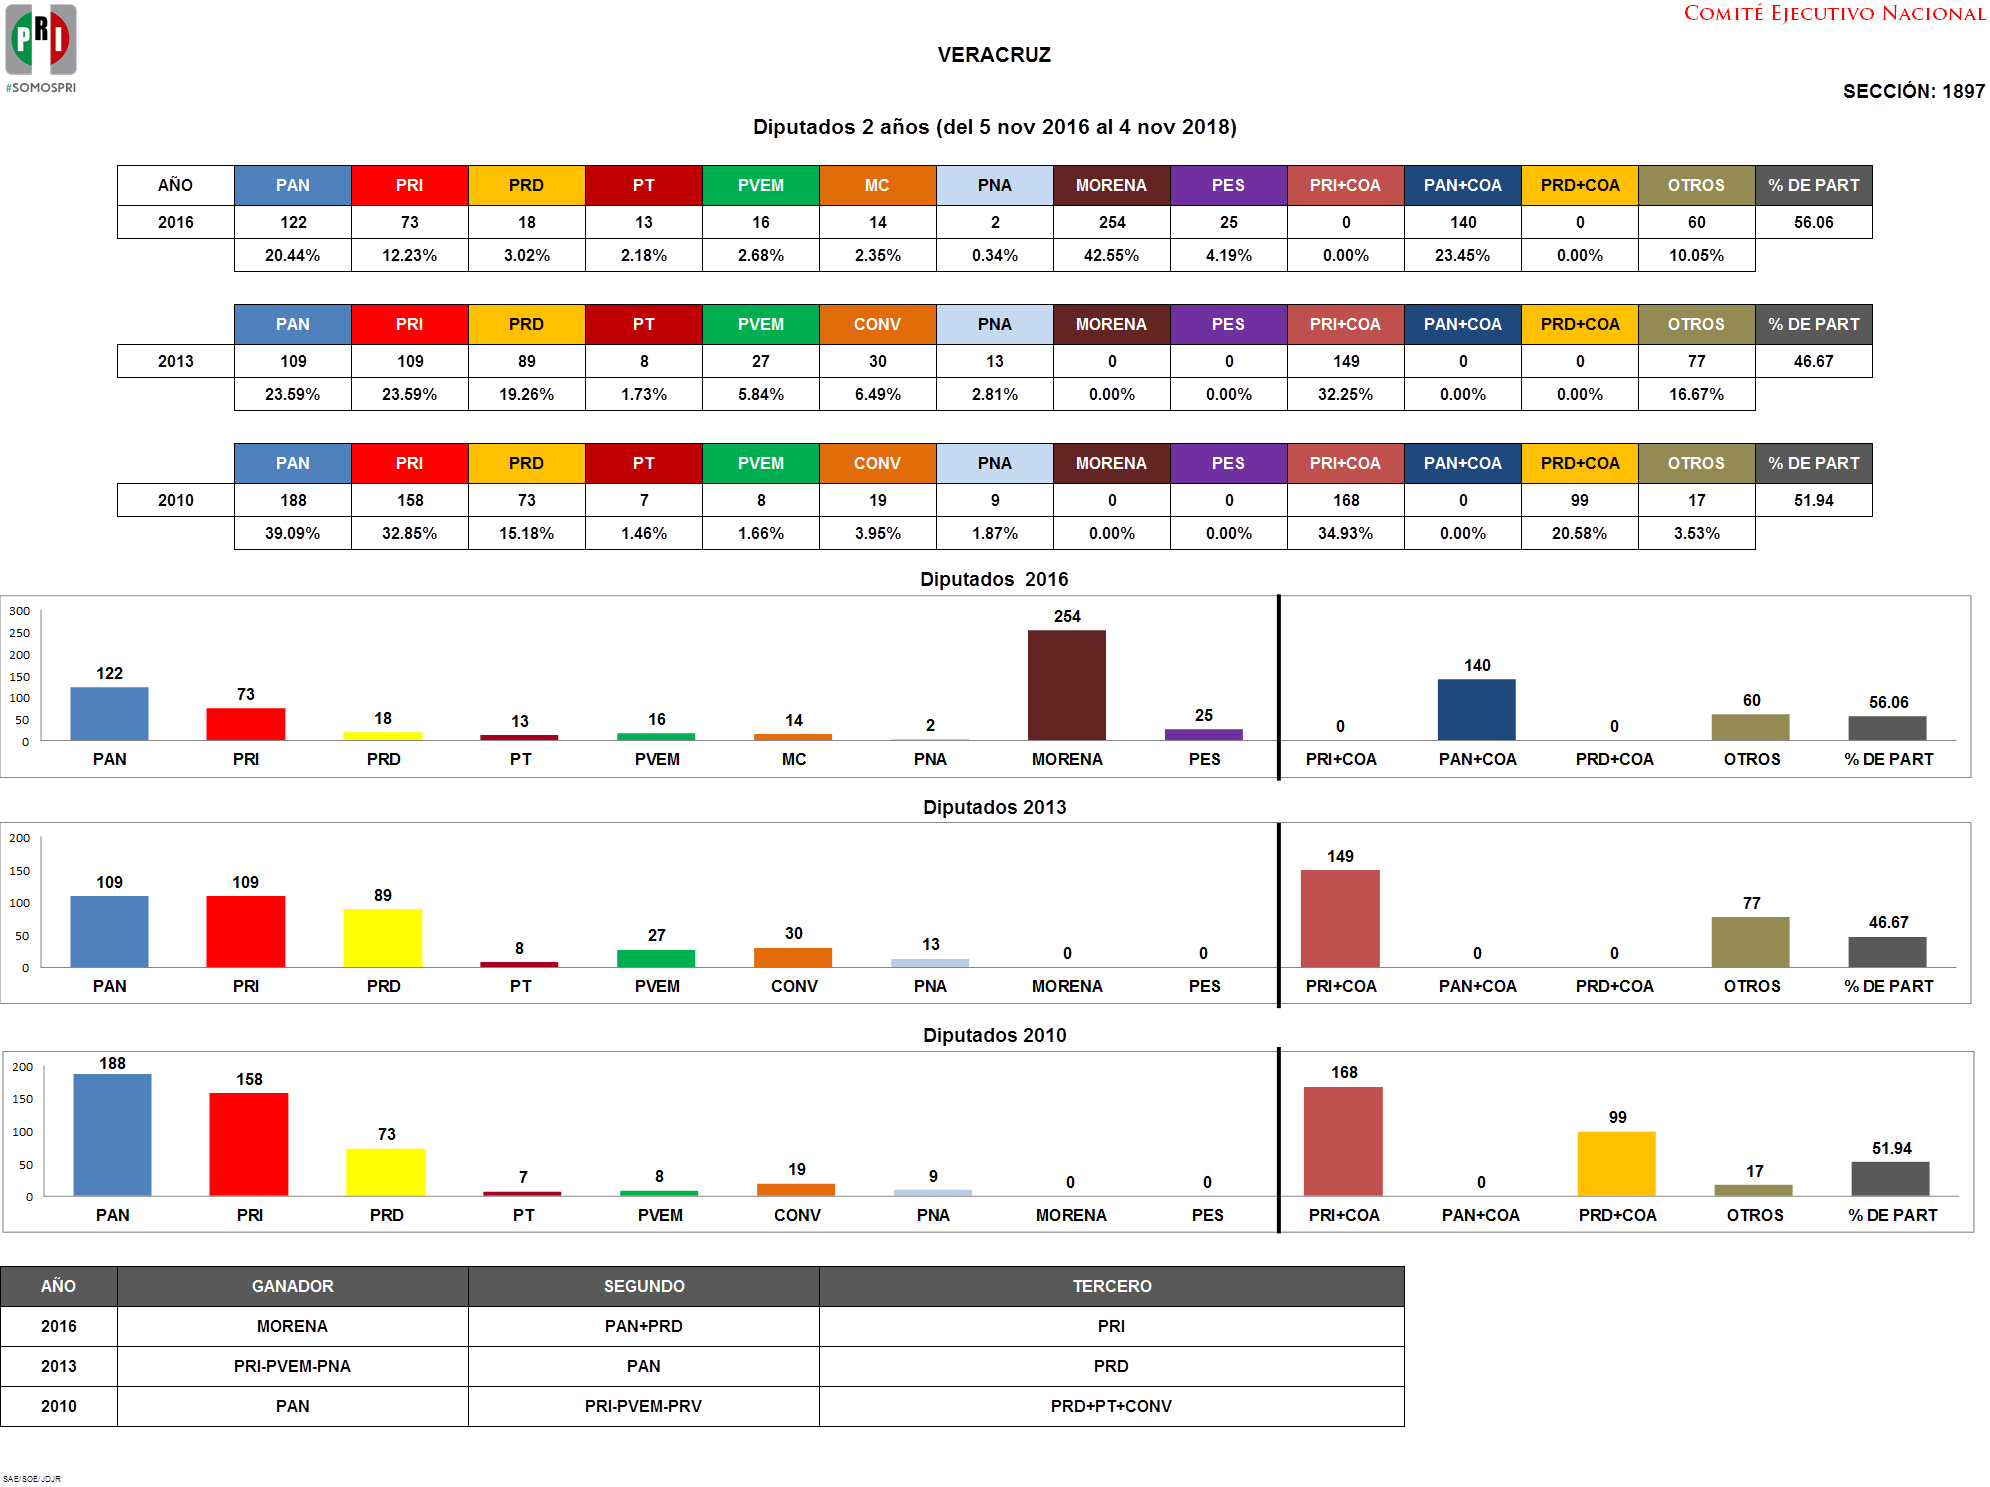 PRI
#SOMOSPRI
COMITÉ EJECUTIVO NACIONAL
VERACRUZ
SECCIÓN: 1897
Diputados 2 años (del 5 nov 2016 al 4 nov 2018)
AÑO PAN PRI PRD PT PVEM MC PNA MORENA PES PRI+COA PAN+COA PRD+COA OTROS % DE PART
2016 122 73 18 13 16 14 2 254 25 0 140 0 60 56.06
20.44% 12.23% 3.02% 2.18% 2.68% 2.35% 0.34% 42.55% 4.19% 0.00% 23.45% 0.00% 10.05%
PAN PRI PRD PT PVEM CONV PNA MORENA PES PRI+COA PAN+COA PRD+COA OTROS % DE PART
2013 109 109 89 8 27 30 13 0 0 149 0 0 77 46.67
23.59% 23.59% 19.26% 1.73% 5.84% 6.49% 2.81% 0.00% 0.00% 32.25% 0.00% 0.00% 16.67%
PAN PRI PRD PT PVEM CONV PNA MORENA PES PRI+COA PAN+COA PRD+COA OTROS % DE PART
2010 188 158 73 7 8 19 9 0 0 168 0 99 17 51.94
39.09% 32.85% 15.18% 1.46% 1.66% 3.95% 1.87% 0.00% 0.00% 34.93% 0.00% 20.58% 3.53%
Diputados 2016
300
250
200
150
100
50
0
122 73 18 13 16 14 2 254 25 0 140 0 60 56.06
PAN PRI PRD PT PVEM MC PNA MORENA PES PRI+COA PAN+COA PRD+COA OTROS % DE PART
Diputados 2013
200
150
100
50
0
109 109 89 8 27 30 13 0 0 149 0 0 77 46.67
PAN PRI PRD PT PVEM CONV PNA MORENA PES PRI+COA PAN+COA PRD+COA OTROS % DE PART
Diputados 2010
200
150
100
50
0
188 158 73 7 8 19 9 0 0 168 0 99 17 51.94
PAN PRI PRD PT PVEM CONV PNA MORENA PES PRI+COA PAN+COA PRD+COA OTROS % DE PART
AÑO GANADOR SEGUNDO TERCERO
2016 MORENA PAN+PRD PRI
2013 PRI-PVEM-PNA PAN PRD
2010 PAN PRI-PVEM-PRV PRD+PT+CONV
SAE/SOE/JDJR